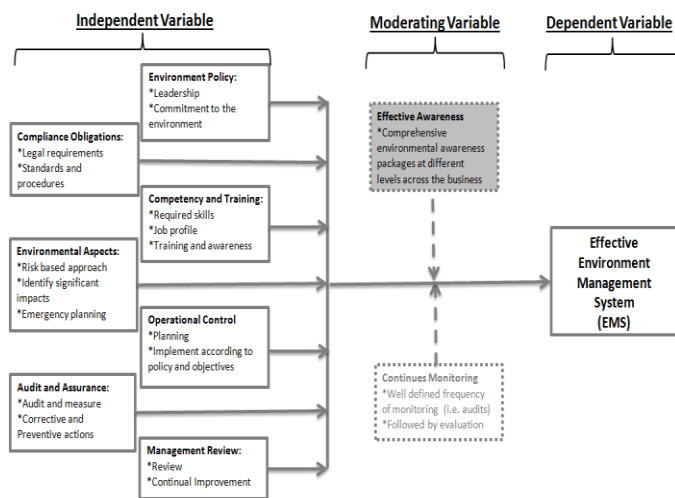 Independent Variable
Moderating Variable
Dependent Variable
Environment Policy:
*Leadership
*Commitment to the
environment
Compliance Obligations:
*Legal requirements
*Standards and
procedures
Competency and Training:
*Required skills
*Job profile
*Training and awareness
Environmental Aspects:
*Risk based approach
*Identify significant
impacts
*Emergency planning
Operational Control
*Planning
*Implement according to
policy and objectives
Audit and Assurance:
*Audit and measure
*Corrective and
Preventive actions
Management Review:
*Review
*Continual Improvement
Effective Awareness
*Comprehensive
environmental awareness
packages at different
levels across the business
Continues Monitoring
*Well defined frequency
of monitoring (i.e. audits)
*Followed by evaluation
Effective
Environment
Management
System
(EMS)